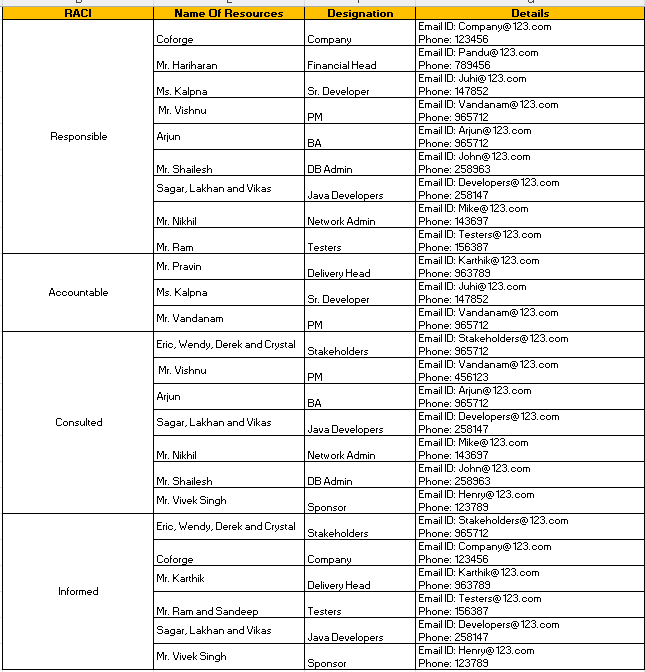 RACI Name Of Resources Designation Details
Responsible
Coforge Company Email ID: Company@123.com
Phone: 123456
Mr. Hariharan Financial Head Email ID: Pandu@123.com
Phone: 789456
Ms. Kalpna Sr. Developer Email ID: Juhi@123.com
Phone: 147852
Mr. Vishnu PM Email ID: Vandanam@123.com
Phone: 965712
Arjun BA Email ID: Arjun@123.com
Phone: 965712
Mr. Shailesh DB Admin Email ID: John@123.com
Phone: 258963
Sagar, Lakhan and Vikas Java Developers Email ID: Developers@123.com
Phone: 258147
Mr. Nikhil Network Admin Email ID: Mike@123.com
Phone: 143697
Mr. Ram Testers Email ID: Testers@123.com
Phone: 156387
Accountable
Mr. Pravin Delivery Head Email ID: Karthik@123.com
Phone: 963789
Ms. Kalpna Sr. Developer Email ID: Juhi@123.com
Phone: 147852
Mr. Vandanam PM Email ID: Vandanam@123.com
Phone: 965712
Consulted
Eric, Wendy, Derek and Crystal Stakeholders Email ID: Stakeholders@123.com
Phone: 965712
Mr. Vishnu PM Email ID: Vandanam@123.com
Phone: 456123
Arjun BA Email ID: Arjun@123.com
Phone: 965712
Sagar, Lakhan and Vikas Java Developers Email ID: Developers@123.com
Phone: 258147
Mr. Nikhil Network Admin Email ID: Mike@123.com
Phone: 143697
Mr. Shailesh DB Admin Email ID: John@123.com
Phone: 258963
Mr. Vivek Singh Sponsor Email ID: Henry@123.com
Phone: 123789
Informed
Eric, Wendy, Derek and Crystal Stakeholders Email ID: Stakeholders@123.com
Phone: 965712
Coforge Company Email ID: Company@123.com
Phone: 123456
Mr. Karthik Delivery Head Email ID: Karthik@123.com
Phone: 963789
Mr. Ram and Sandeep Testers Email ID: Testers@123.com
Phone: 156387
Sagar, Lakhan and Vikas Java Developers Email ID: Developers@123.com
Phone: 258147
Mr. Vivek Singh Sponsor Email ID: Henry@123.com
Phone: 123789